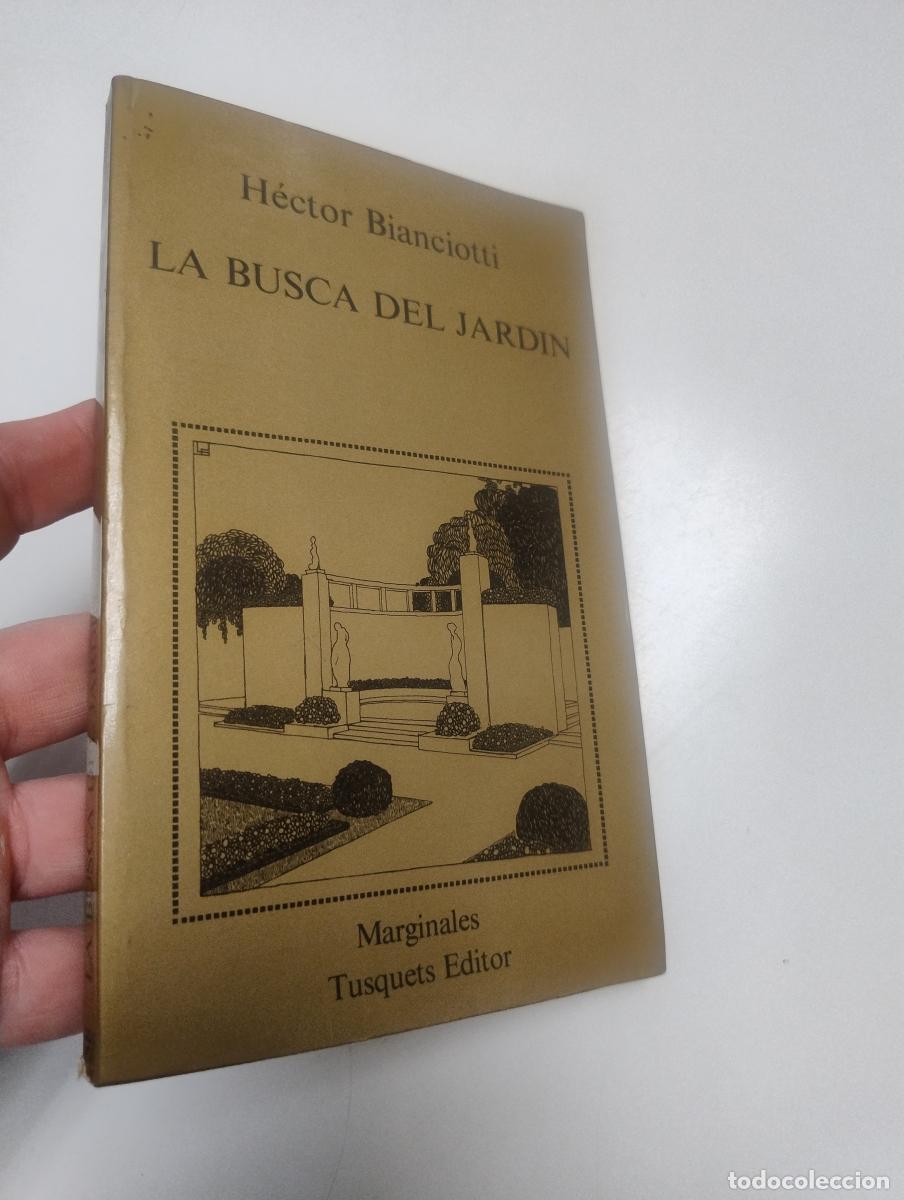 Héctor Bianciotti
LA BUSCA DEL JARDIN
Marginales
Tusquets Editor
todocoleccion